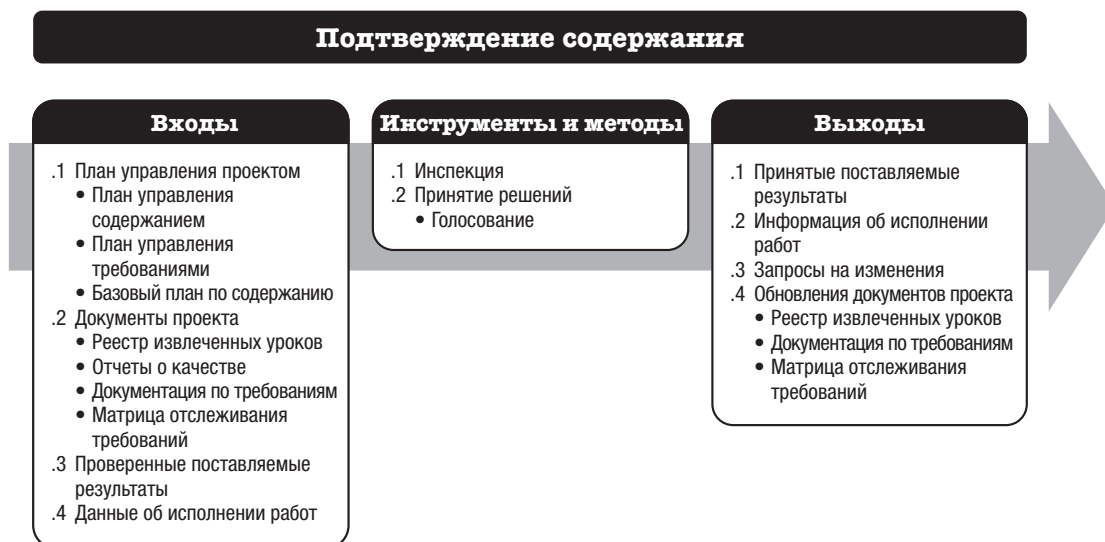 Подтверждение содержания
Входы
.1 План управления проектом
• План управления
содержанием
• План управления
требованиями
• Базовый план по содержанию
.2 Документы проекта
• Реестр извлеченных уроков
• Отчеты о качестве
• Документация по требованиям
• Матрица отслеживания
требований
.3 Проверенные поставляемые
результаты
.4 Данные об исполнении работ
Инструменты и методы
.1 Инспекция
.2 Принятие решений
• Голосование
Выходы
.1 Принятые поставляемые
результаты
.2 Информация об исполнении
работ
.3 Запросы на изменения
.4 Обновления документов проекта
• Реестр извлеченных уроков
• Документация по требованиям
• Матрица отслеживания
требований